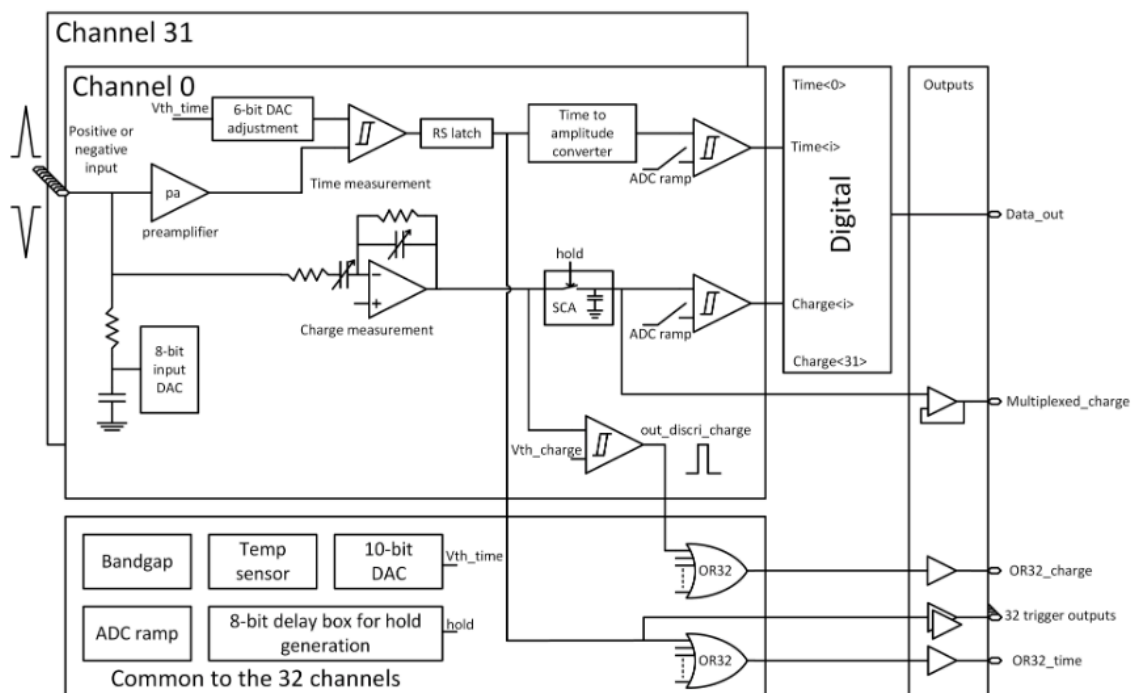 Channel 31
Channel 0
Vth_time
6-bit DAC
adjustment
Positive or
negative
input
pa
preamplifier
Time measurement
RS latch
Time to
amplitude
converter
ADC ramp
Time<0>
Time<i>
Digital
Charge<i>
Charge<31>
Outputs
Data_out
hold
SCA
ADC ramp
Charge measurement
8-bit
input
DAC
Multiplexed_charge
Vth_charge
out_discri_charge
Bandgap
Temp
sensor
10-bit
DAC
Vth_time
ADC ramp
8-bit delay box for hold
generation
hold
Common to the 32 channels
OR32
OR32_charge
32 trigger outputs
OR32
OR32_time